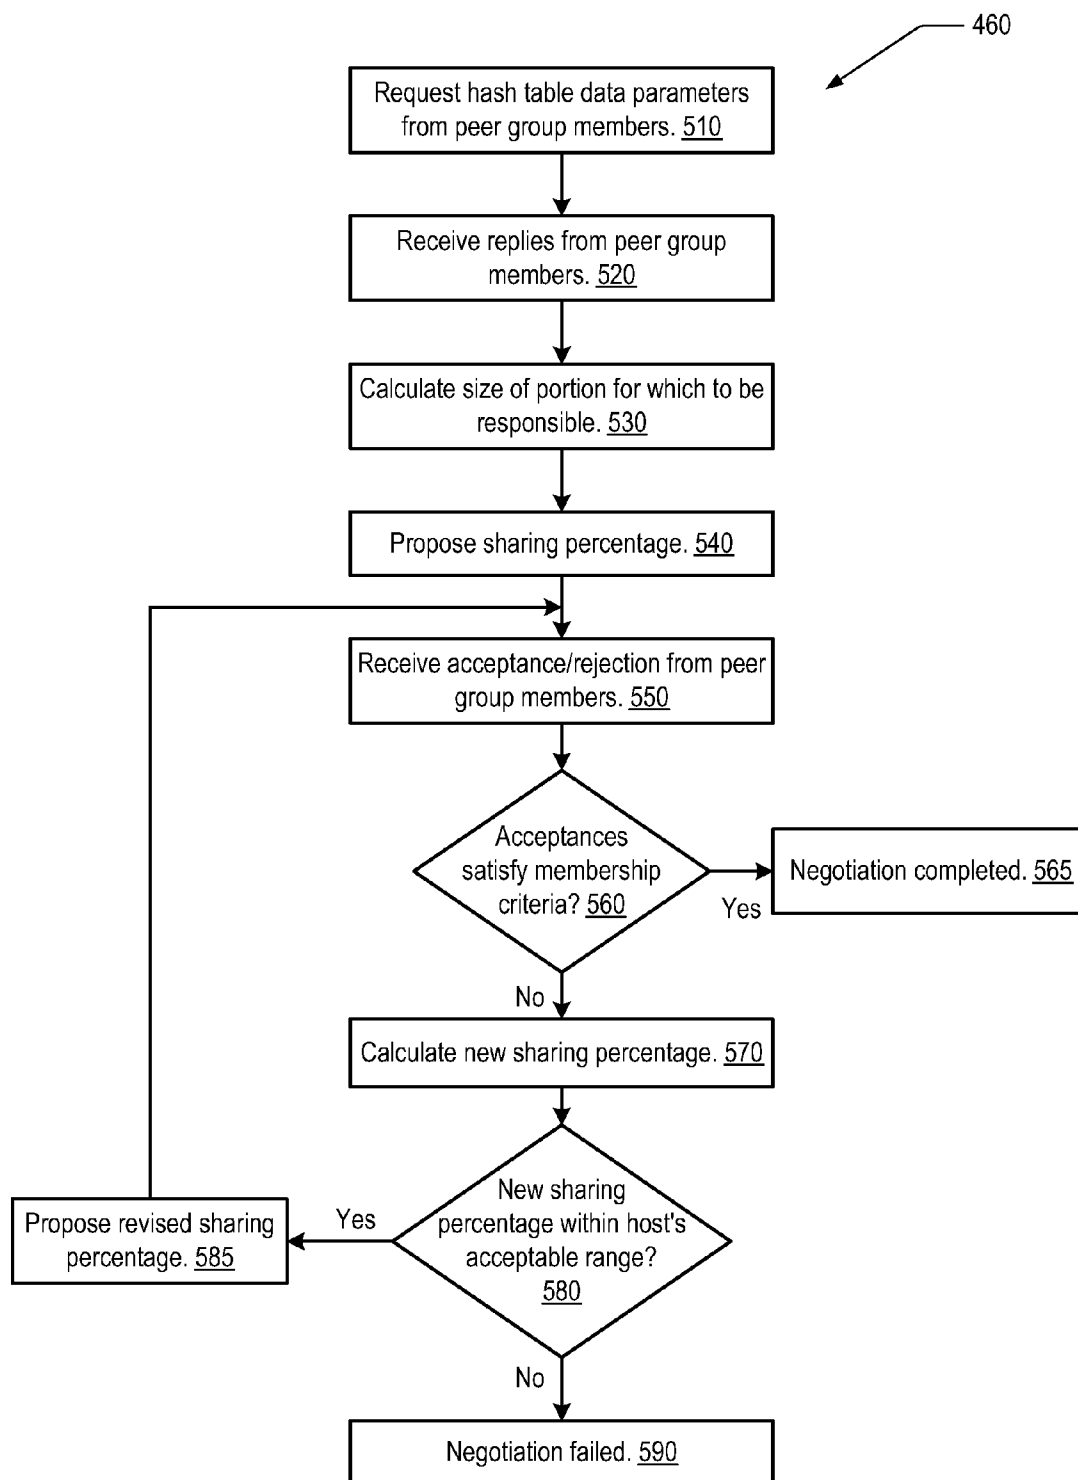 460
Request hash table data parameters
from peer group members. 510
Receive replies from peer group
members. 520
Calculate size of portion for which to be
responsible. 530
Propose sharing percentage. 540
Receive acceptance/rejection from peer
group members. 550
Acceptances
satisfy membership
criteria? 560
Yes
Negotiation completed. 565
No
Calculate new sharing percentage. 570
New sharing
percentage within host's
acceptable range?
580
Yes
Propose revised sharing
percentage. 585
No
Negotiation failed. 590